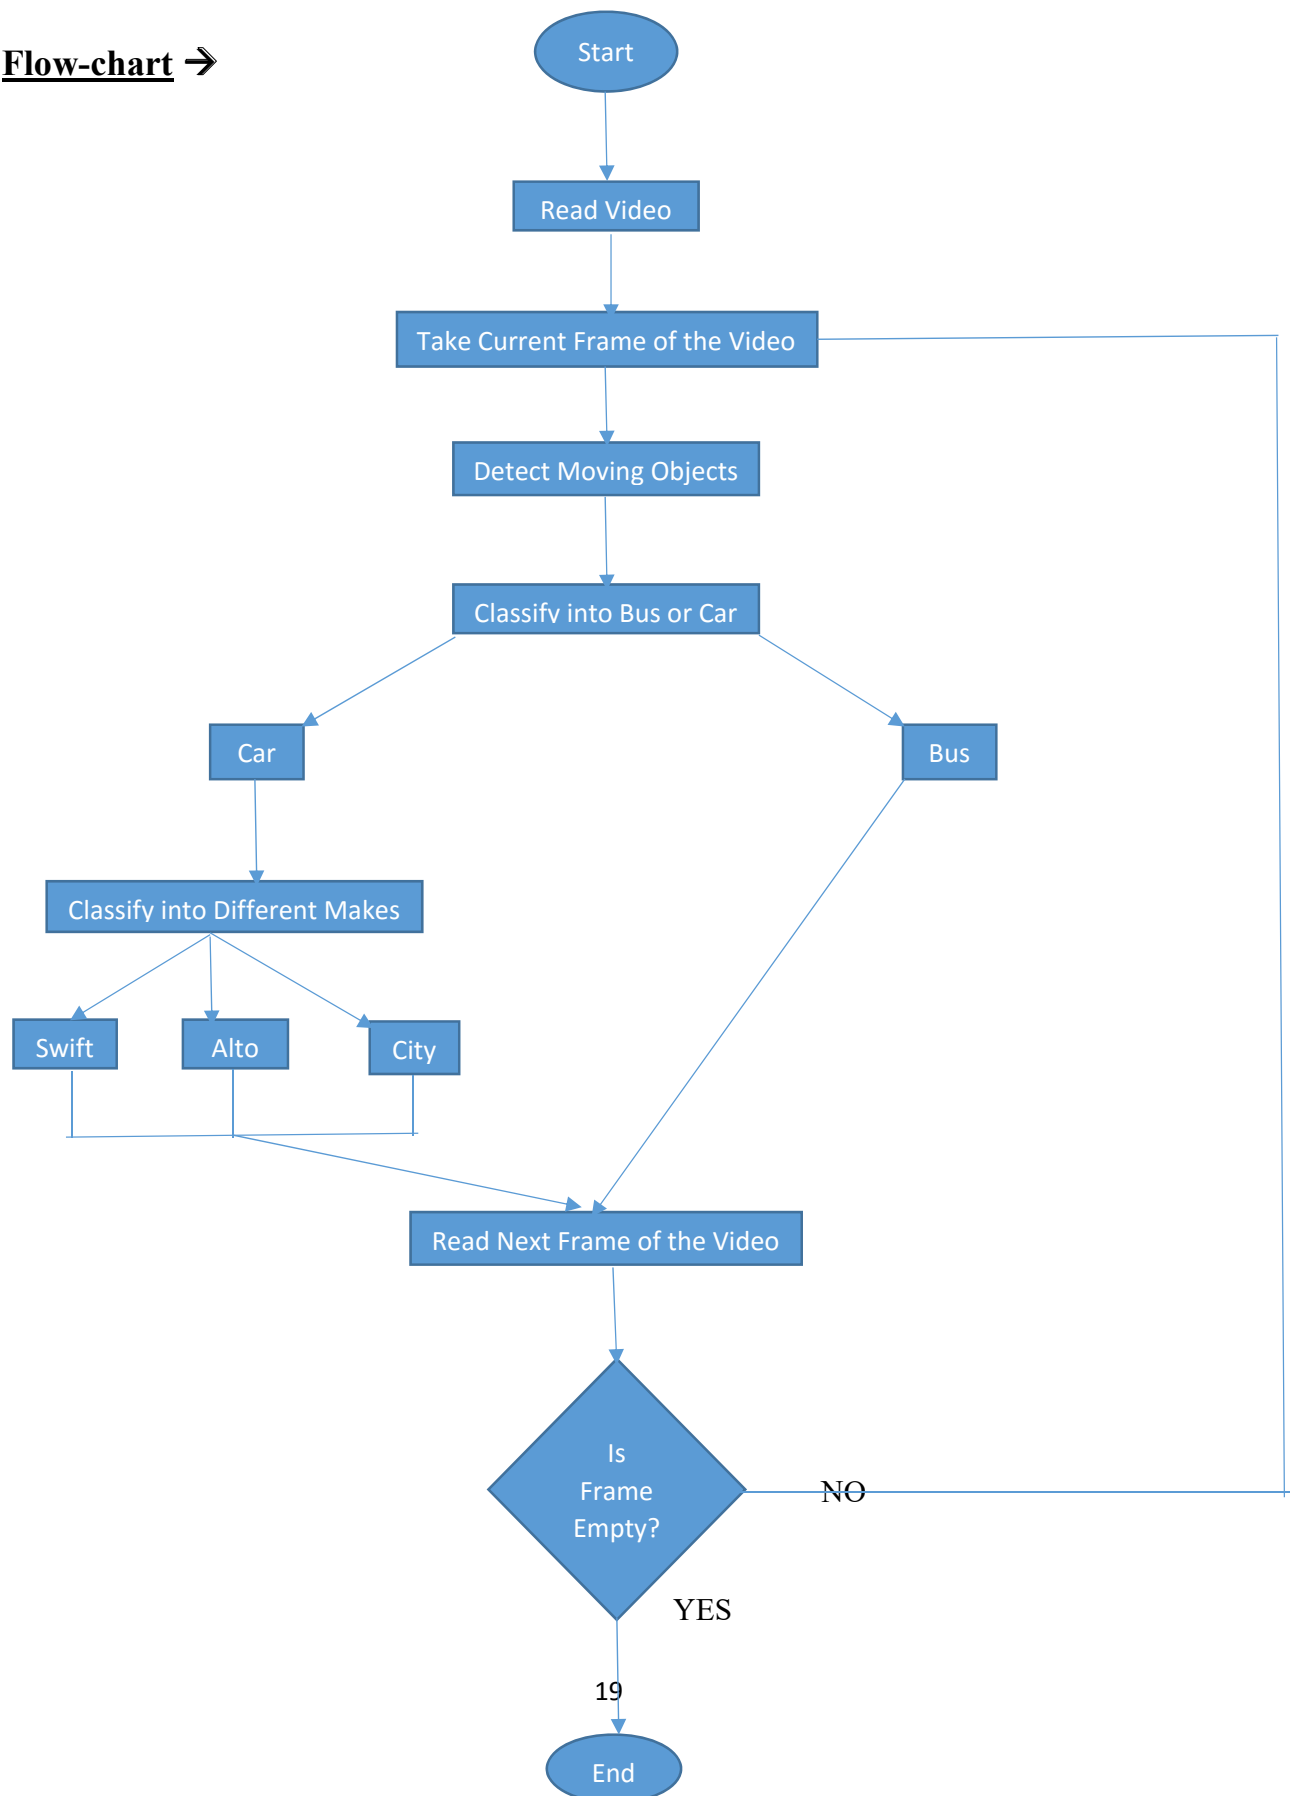 Start
Flow-chart →
Read Video
Take Current Frame of the Video
Detect Moving Objects
Classify into Bus or Car
Car
Bus
Classify into Different Makes
Swift
Alto
City
Read Next Frame of the Video
Is
Frame
Empty?
NO
YES
19
End